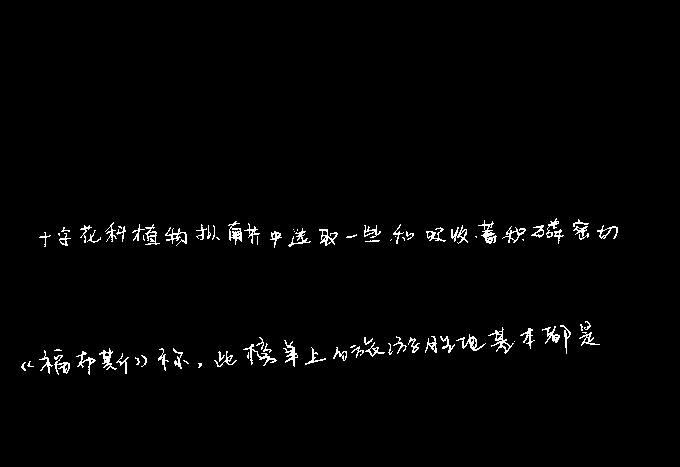 十字花科植物拟南芥中选取一些和吸收蓄积磷密切
《福布斯》称，此榜单上的旅游胜地基本都是